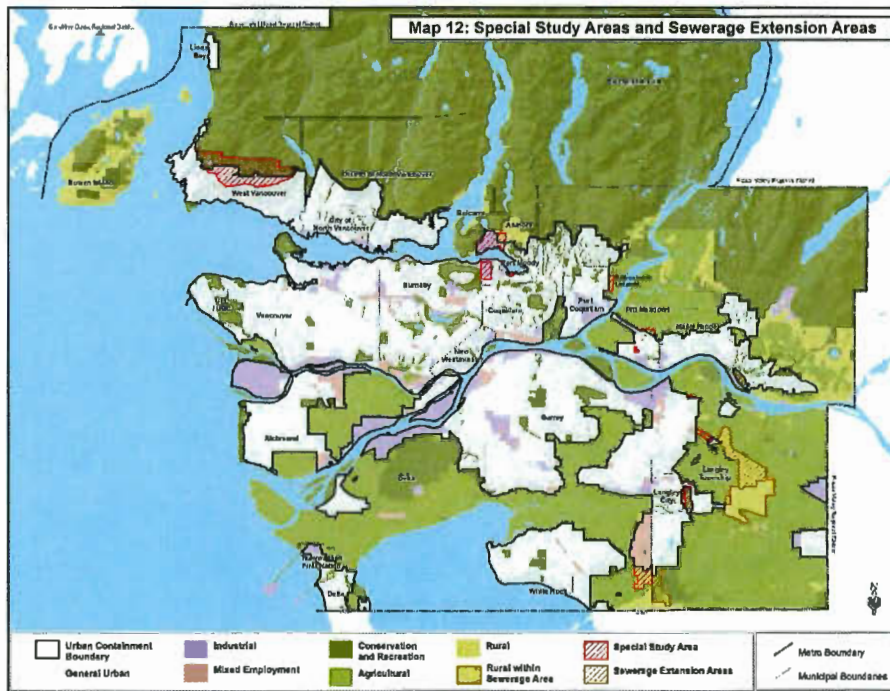 Map 12: Special Study Areas and Sewerage Extension Areas
Lions
Bay
Bowen Island
West Vancouver
City of
North Vancouver
Belcarra
Anmore
Port Moody
Burnaby
Vancouver
Coquitlam
Port
Coquitlam
Pitt Meadows
Maple Ridge
New
Westminster
Richmond
Surrey
Delta
Langley
Township
Langley
City
Delta
White Rock
N
Urban Containment
Boundary
General Urban
Industrial
Mixed Employment
Conservation
and Recreation
Agricultural
Rural
Rural within
Sewerage Area
Special Study Area
Sewerage Extension Areas
Metro Boundary
Municipal Boundaries